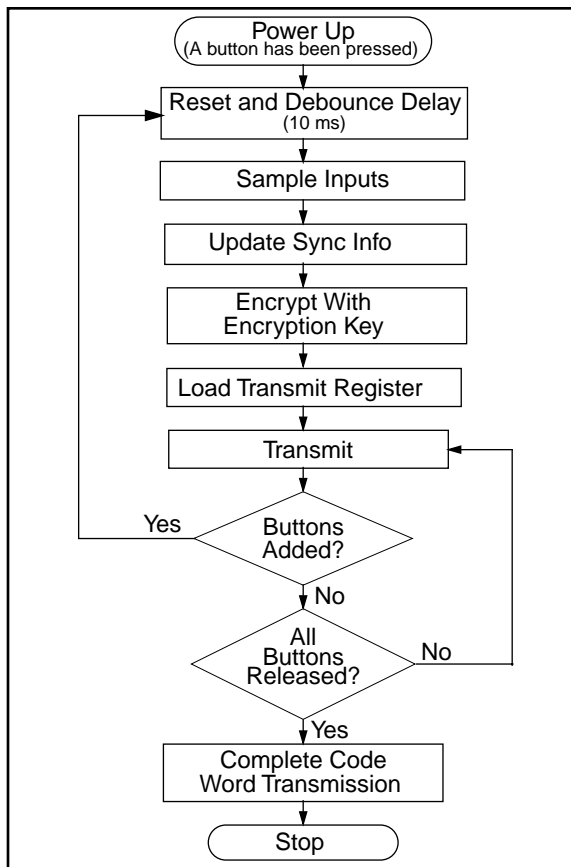 Power Up
(A button has been pressed)
Reset and Debounce Delay
(10 ms)
Sample Inputs
Update Sync Info
Encrypt With
Encryption Key
Load Transmit Register
Transmit
Yes
Buttons
Added?
No
All
Buttons
Released?
No
Yes
Complete Code
Word Transmission
Stop